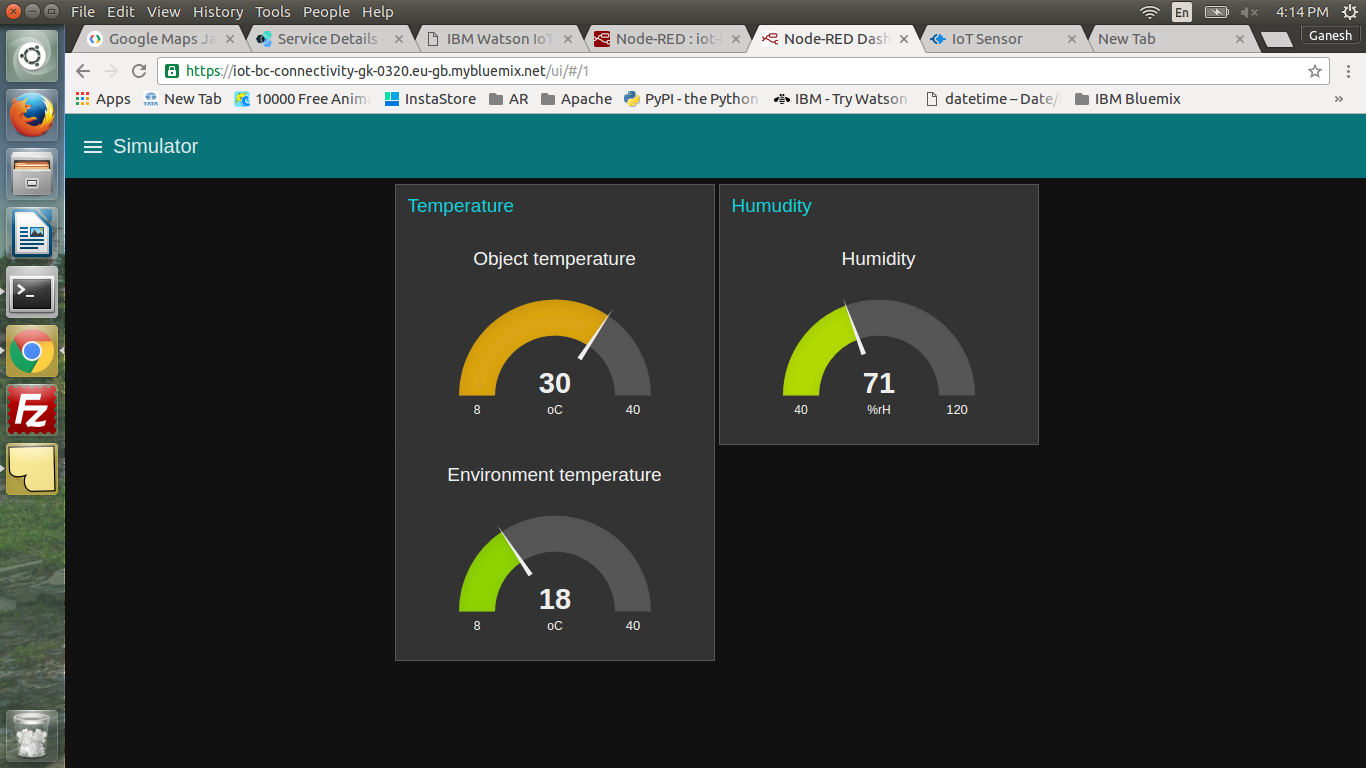 File Edit View History Tools People Help
En
4:14 PM
Google Maps Ja
Service Details -
IBM Watson IoT
Node-RED : iot-
Node-RED Dash
IoT Sensor
New Tab
Ganesh
https://iot-bc-connectivity-gk-0320.eu-gb.mybluemix.net/ui/#/1
Apps
TATA
New Tab
10000 Free Anima
InstaStore
AR
Apache
PyPI - the Python
IBM - Try Watson
datetime – Date/
IBM Bluemix
»
Simulator
Temperature
Humudity
Object temperature
Humidity
30
71
8 oC 40
40 %rH 120
Environment temperature
18
8 oC 40
Fz